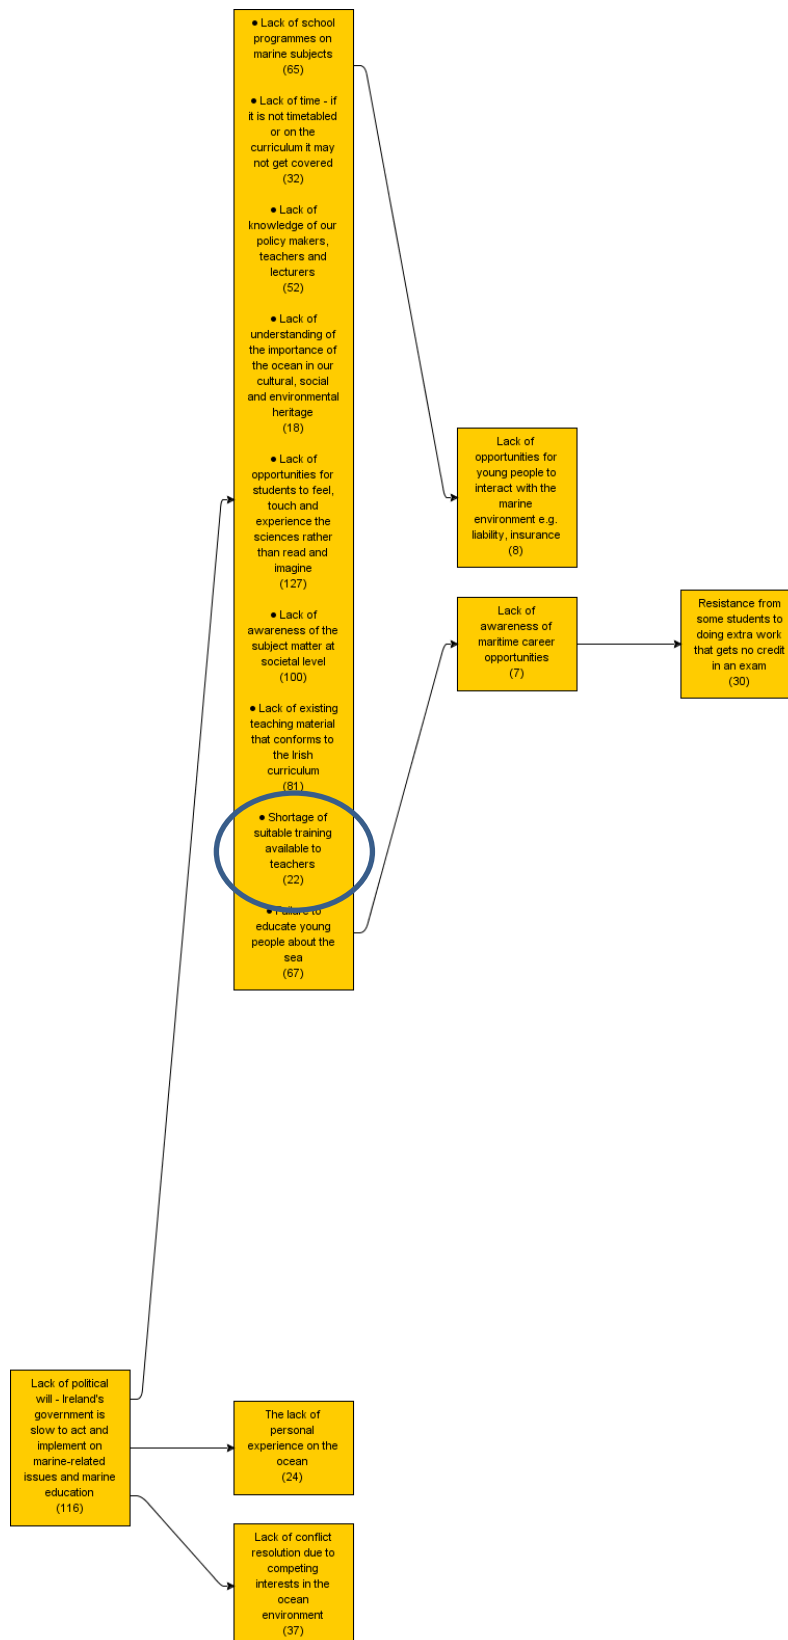 ● Lack of school
programmes on
marine subjects
(65)
● Lack of time - if
it is not timetabled
or on the
curriculum it may
not get covered
(32)
● Lack of
knowledge of our
policy makers,
teachers and
lecturers
(52)
● Lack of
understanding of
the importance of
the ocean in our
cultural, social
and environmental
heritage
(18)
● Lack of
opportunities for
students to feel,
touch and
experience the
sciences rather
than read and
imagine
(127)
● Lack of
awareness of the
subject matter at
societal level
(100)
● Lack of existing
teaching material
that conforms to
the Irish
curriculum
(81)
● Shortage of
suitable training
available to
teachers
(22)
● Failure to
educate young
people about the
sea
(67)
Lack of
opportunities for
young people to
interact with the
marine
environment e.g.
liability, insurance
(8)
Lack of
awareness of
maritime career
opportunities
(7)
Resistance from
some students to
doing extra work
that gets no credit
in an exam
(30)
Lack of political
will - Ireland's
government is
slow to act and
implement on
marine-related
issues and marine
education
(116)
The lack of
personal
experience on the
ocean
(24)
Lack of conflict
resolution due to
competing
interests in the
ocean
environment
(37)